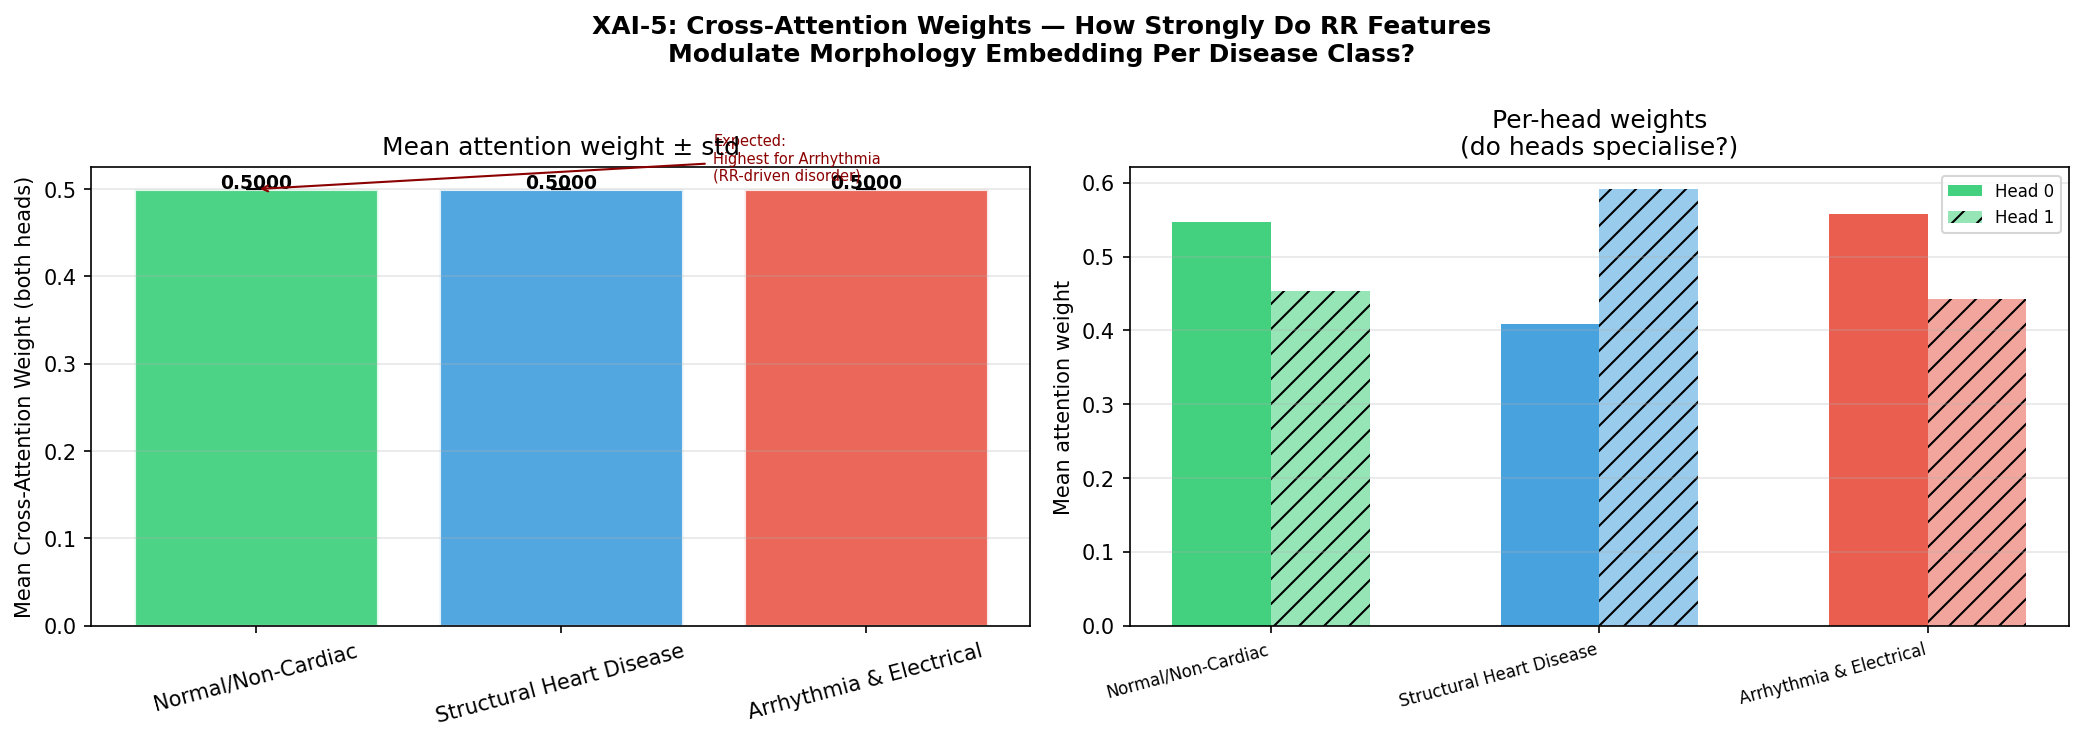 XAI-5: Cross-Attention Weights — How Strongly Do RR Features
Modulate Morphology Embedding Per Disease Class?
Mean attention weight ± std
Expected:
Highest for Arrhythmia
(RR-driven disorder)
Mean Cross-Attention Weight (both heads)
0.5
0.4
0.3
0.2
0.1
0.0
0.5000
0.5000
0.5000
Normal/Non-Cardiac
Structural Heart Disease
Arrhythmia & Electrical
Per-head weights
(do heads specialise?)
Mean attention weight
0.6
0.5
0.4
0.3
0.2
0.1
0.0
Head 0
Head 1
Normal/Non-Cardiac
Structural Heart Disease
Arrhythmia & Electrical